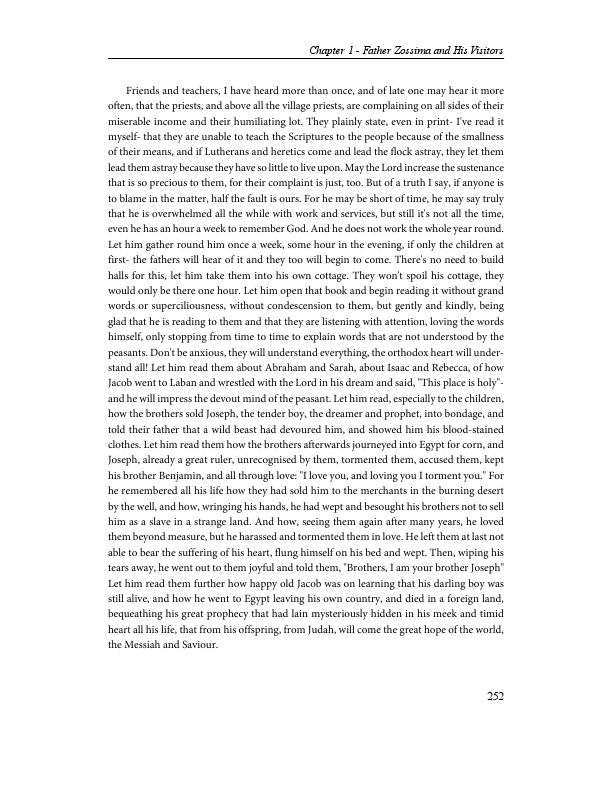 Chapter 1 - Father Zossima and His Visitors
Friends and teachers, I have heard more than once, and of late one may hear it more
often, that the priests, and above all the village priests, are complaining on all sides of their
miserable income and their humiliating lot. They plainly state, even in print- I've read it
myself- that they are unable to teach the Scriptures to the people because of the smallness
of their means, and if Lutherans and heretics come and lead the flock astray, they let them
lead them astray because they have so little to live upon. May the Lord increase the sustenance
that is so precious to them, for their complaint is just, too. But of a truth I say, if anyone is
to blame in the matter, half the fault is ours. For he may be short of time, he may say truly
that he is overwhelmed all the while with work and services, but still it's not all the time,
even he has an hour a week to remember God. And he does not work the whole year round.
Let him gather round him once a week, some hour in the evening, if only the children at
first- the fathers will hear of it and they too will begin to come. There's no need to build
halls for this, let him take them into his own cottage. They won't spoil his cottage, they
would only be there one hour. Let him open that book and begin reading it without grand
words or superciliousness, without condescension to them, but gently and kindly, being
glad that he is reading to them and that they are listening with attention, loving the words
himself, only stopping from time to time to explain words that are not understood by the
peasants. Don't be anxious, they will understand everything, the orthodox heart will under-
stand all! Let him read them about Abraham and Sarah, about Isaac and Rebecca, of how
Jacob went to Laban and wrestled with the Lord in his dream and said, "This place is holy"-
and he will impress the devout mind of the peasant. Let him read, especially to the children,
how the brothers sold Joseph, the tender boy, the dreamer and prophet, into bondage, and
told their father that a wild beast had devoured him, and showed him his blood-stained
clothes. Let him read them how the brothers afterwards journeyed into Egypt for corn, and
Joseph, already a great ruler, unrecognised by them, tormented them, accused them, kept
his brother Benjamin, and all through love: "I love you, and loving you I torment you." For
he remembered all his life how they had sold him to the merchants in the burning desert
by the well, and how, wringing his hands, he had wept and besought his brothers not to sell
him as a slave in a strange land. And how, seeing them again after many years, he loved
them beyond measure, but he harassed and tormented them in love. He left them at last not
able to bear the suffering of his heart, flung himself on his bed and wept. Then, wiping his
tears away, he went out to them joyful and told them, "Brothers, I am your brother Joseph"
Let him read them further how happy old Jacob was on learning that his darling boy was
still alive, and how he went to Egypt leaving his own country, and died in a foreign land,
bequeathing his great prophecy that had lain mysteriously hidden in his meek and timid
heart all his life, that from his offspring, from Judah, will come the great hope of the world,
the Messiah and Saviour.
252